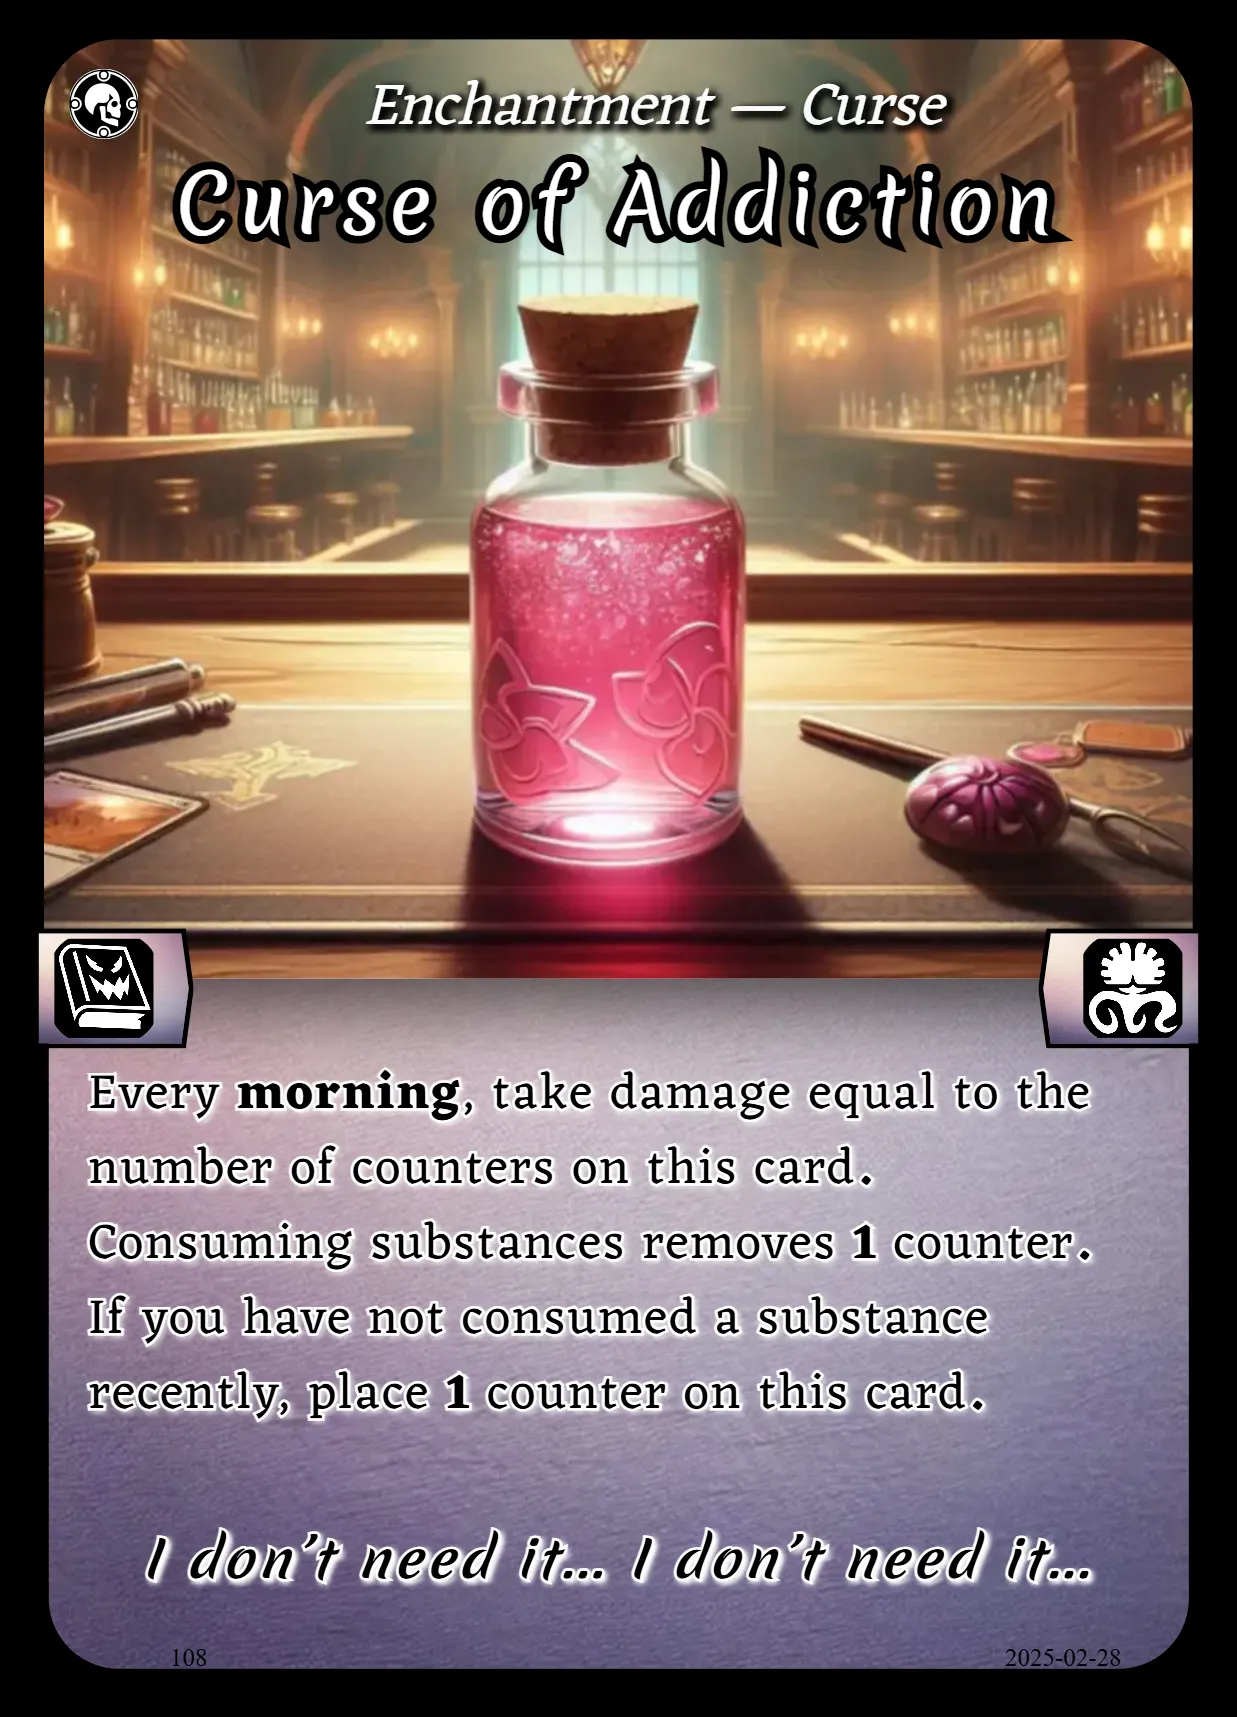 Enchantment — Curse
Curse of Addiction
Every morning, take damage equal to the
number of counters on this card.
Consuming substances removes 1 counter.
If you have not consumed a substance
recently, place 1 counter on this card.
I don't need it... I don't need it...
108
2025-02-28